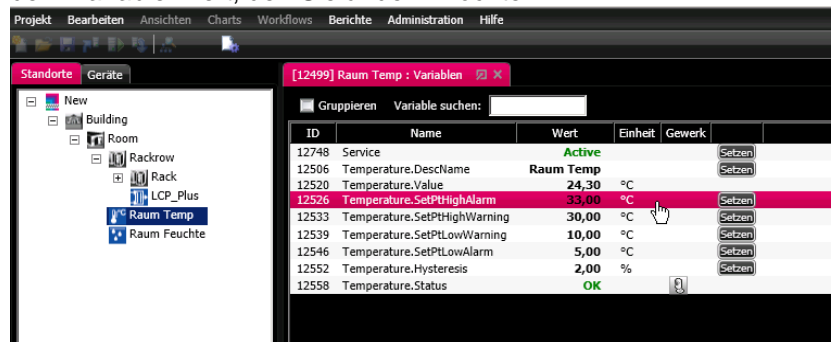 Projekt Bearbeiten Ansichten Charts Workflows Berichte Administration Hilfe
Standorte Geräte
[12499] Raum Temp : Variablen
New
Building
Room
Rackrow
Rack
LCP_Plus
Raum Temp
Raum Feuchte
Gruppieren Variable suchen:
ID Name Wert Einheit Gewerk
12748 Service Active Setzen
12506 Temperature.DescName Raum Temp Setzen
12520 Temperature.Value 24,30 °C
12526 Temperature.SetPtHighAlarm 33,00 °C
12533 Temperature.SetPtHighWarning 30,00 °C Setzen
12539 Temperature.SetPtLowWarning 10,00 °C Setzen
12546 Temperature.SetPtLowAlarm 5,00 °C Setzen
12552 Temperature.Hysteresis 2,00 % Setzen
12558 Temperature.Status OK